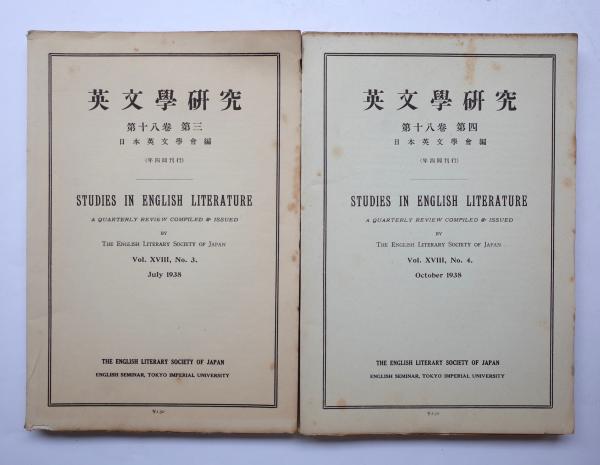 英文學研究
第十八卷 第三
日本英文學會編
(年四囘刊行)
STUDIES IN ENGLISH LITERATURE
A QUARTERLY REVIEW COMPILED & ISSUED
BY
THE ENGLISH LITERARY SOCIETY OF JAPAN
Vol. XVIII, No. 3.
July 1938
THE ENGLISH LITERARY SOCIETY OF JAPAN
ENGLISH SEMINAR, TOKYO IMPERIAL UNIVERSITY
英文學研究
第十八卷 第四
日本英文學會編
(年四囘刊行)
STUDIES IN ENGLISH LITERATURE
A QUARTERLY REVIEW COMPILED & ISSUED
BY
THE ENGLISH LITERARY SOCIETY OF JAPAN
Vol. XVIII, No. 4.
October 1938
THE ENGLISH LITERARY SOCIETY OF JAPAN
ENGLISH SEMINAR, TOKYO IMPERIAL UNIVERSITY